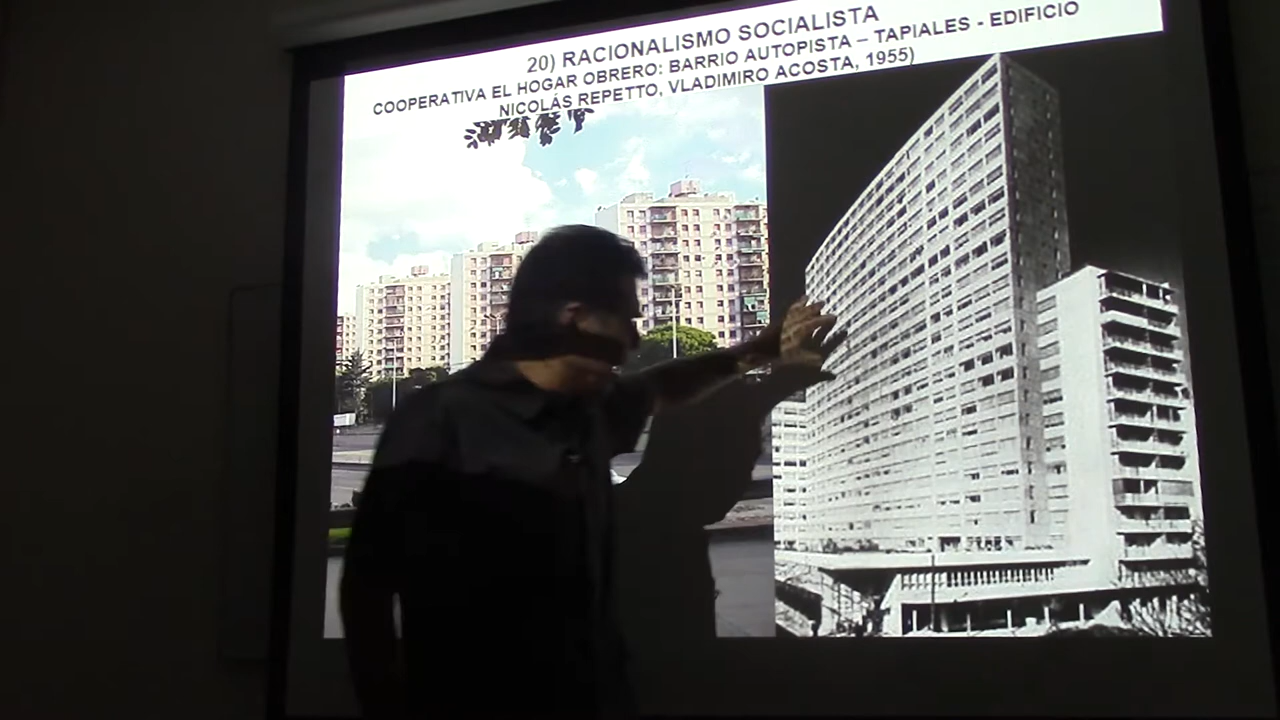 20) RACIONALISMO SOCIALISTA
COOPERATIVA EL HOGAR OBRERO: BARRIO AUTOPISTA – TAPIALES - EDIFICIO
NICOLÁS REPETTO, VLADIMIRO ACOSTA, 1955)